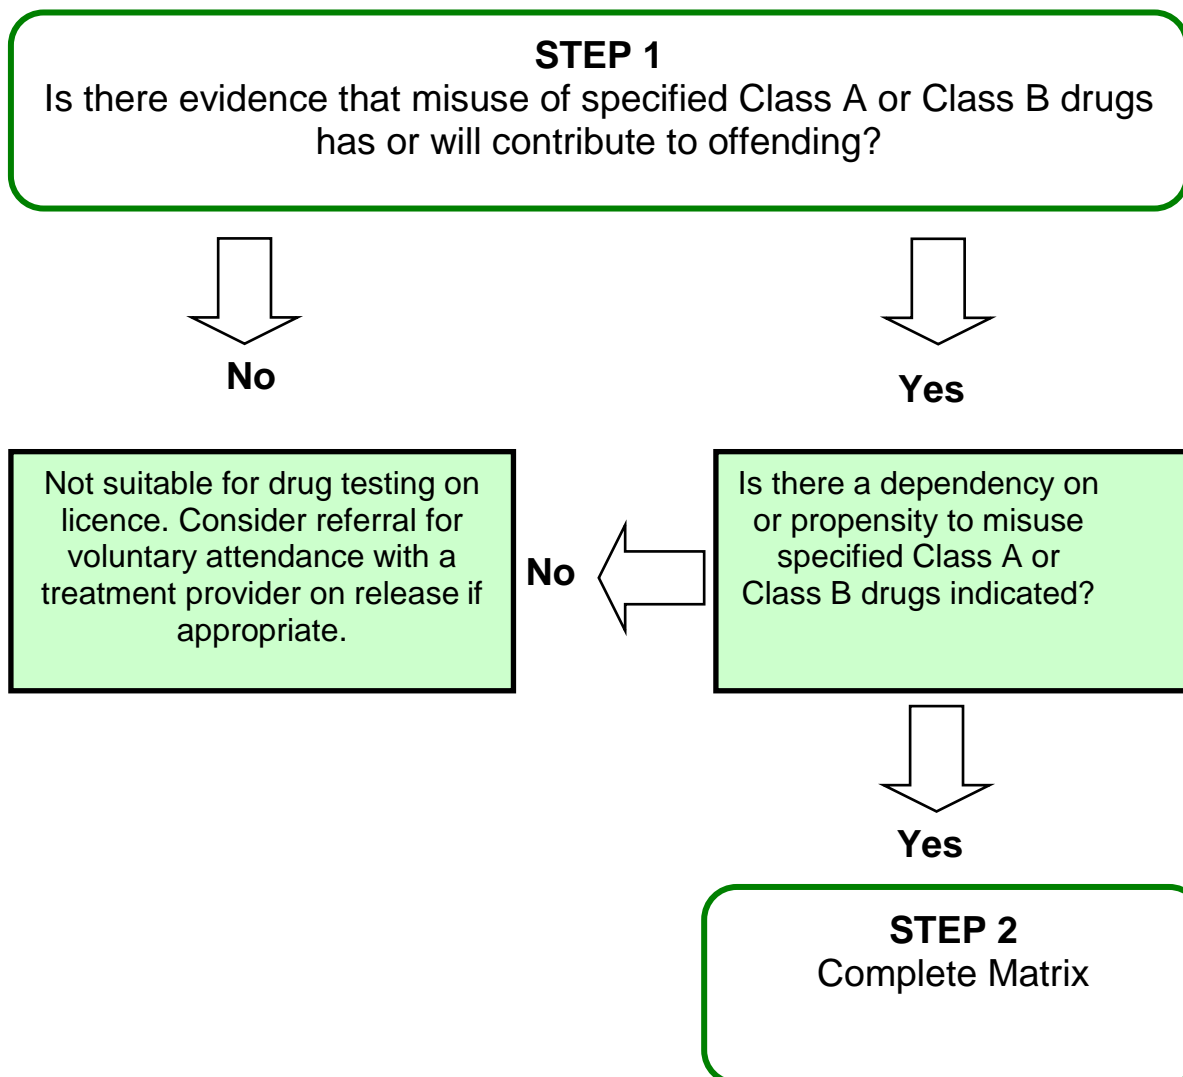 STEP 1
Is there evidence that misuse of specified Class A or Class B drugs
has or will contribute to offending?
No
Yes
Not suitable for drug testing on
licence. Consider referral for
voluntary attendance with a
treatment provider on release if
appropriate.
No
Is there a dependency on
or propensity to misuse
specified Class A or
Class B drugs indicated?
Yes
STEP 2
Complete Matrix